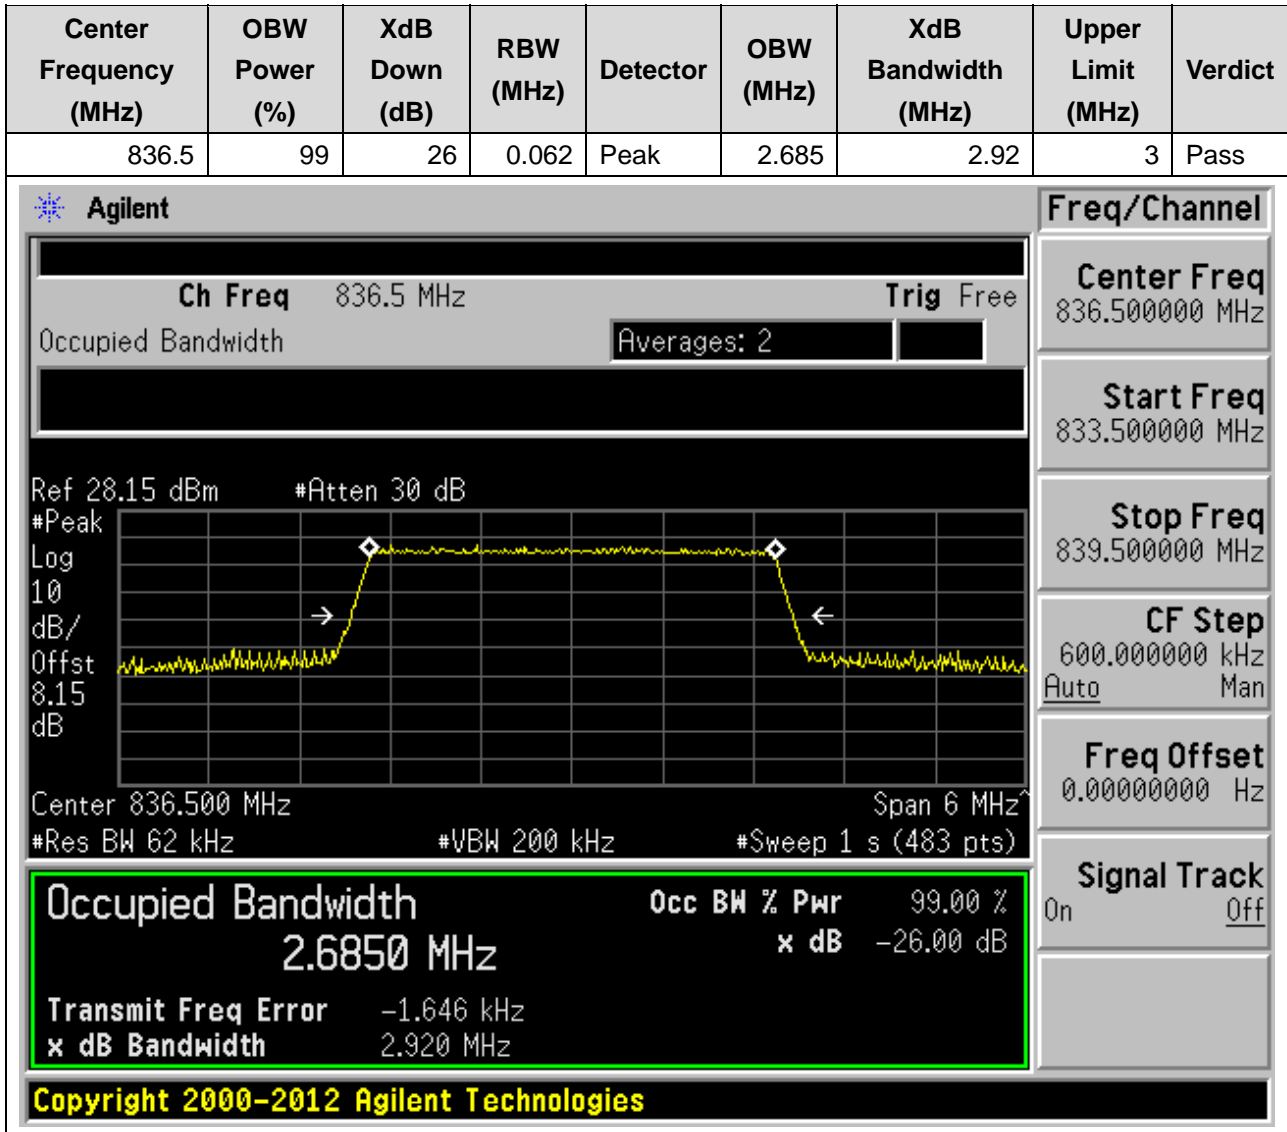 Center Frequency (MHz) OBW Power (%) XdB Down (dB) RBW (MHz) Detector OBW (MHz) XdB Bandwidth (MHz) Upper Limit (MHz) Verdict
836.5 99 26 0.062 Peak 2.685 2.92 3 Pass
Agilent
Ch Freq 836.5 MHz Trig Free
Occupied Bandwidth Averages: 2
Ref 28.15 dBm #Atten 30 dB
#Peak
Log
10
dB/
Offst
8.15
dB
Center 836.500 MHz Span 6 MHz^
#Res BW 62 kHz #VBW 200 kHz #Sweep 1 s (483 pts)
Occupied Bandwidth Occ BW % Pwr 99.00 %
2.6850 MHz x dB -26.00 dB
Transmit Freq Error -1.646 kHz
x dB Bandwidth 2.920 MHz
Freq/Channel
Center Freq
836.500000 MHz
Start Freq
833.500000 MHz
Stop Freq
839.500000 MHz
CF Step
600.000000 kHz
Auto Man
Freq Offset
0.00000000 Hz
Signal Track
On Off
Copyright 2000-2012 Agilent Technologies